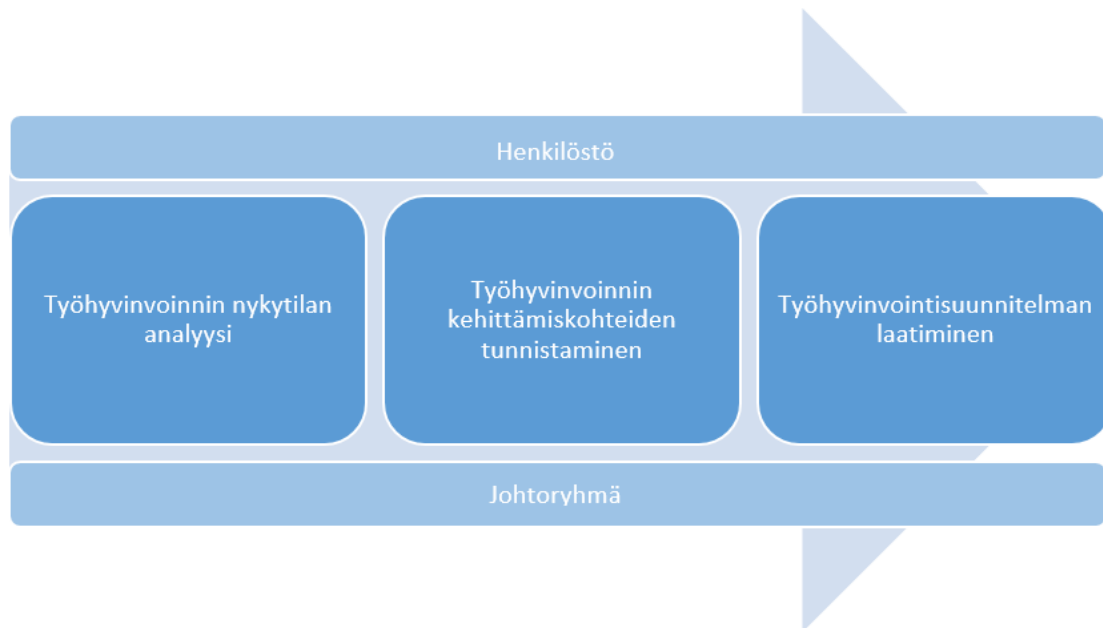 Henkilöstö
Työhyvinvoinnin nykytilan
analyysi
Työhyvinvoinnin
kehittämiskohteiden
tunnistaminen
Työhyvinvointisuunnitelman
laatiminen
Johtoryhmä